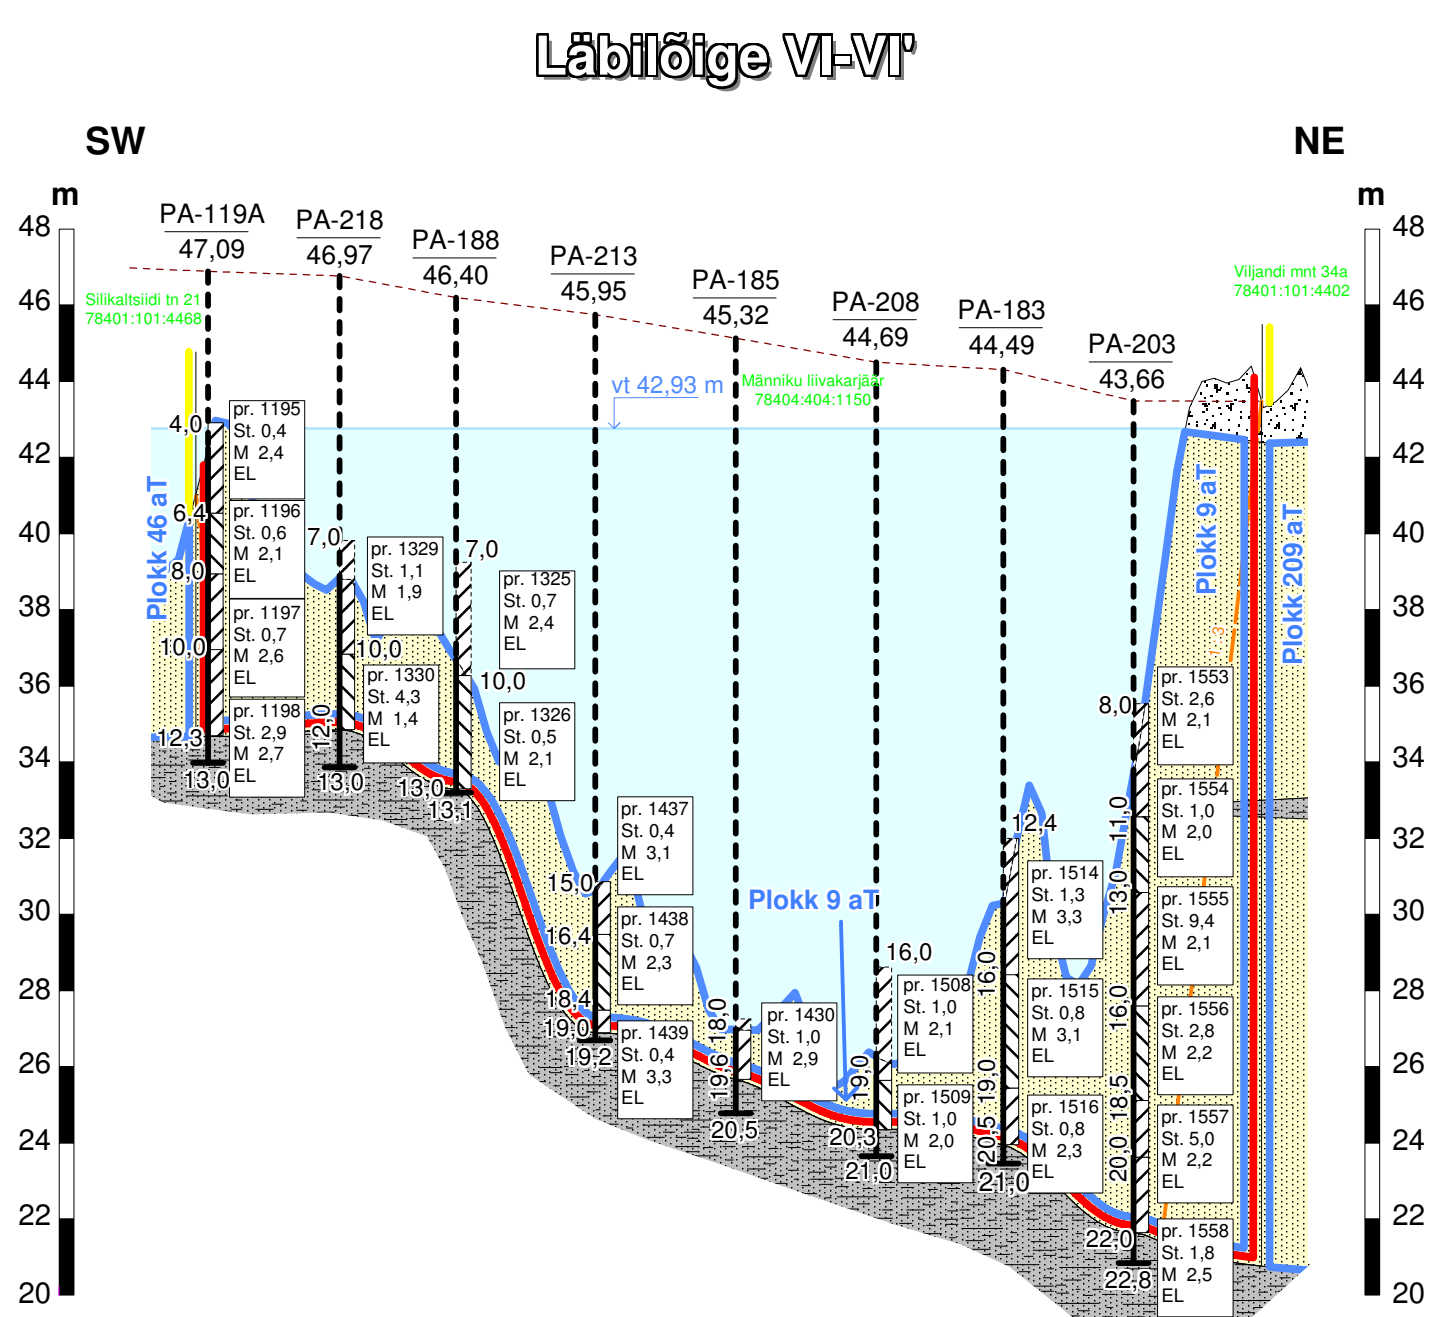 Läbilõige VI-VI'
SW
NE
m
m
48
46
44
42
40
38
36
34
32
30
28
26
24
22
20
48
46
44
42
40
38
36
34
32
30
28
26
24
22
20
PA-119A
47,09
PA-218
46,97
PA-188
46,40
PA-213
45,95
PA-185
45,32
PA-208
44,69
PA-183
44,49
PA-203
43,66
Silikaltsiidi tn 21
78401:101:4468
Viljandi mnt 34a
78401:101:4402
vt 42,93 m
Männiku liivakarjäär
78404:404:1150
Plokk 46 aT
Plokk 9 aT
Plokk 9 aT
Plokk 209 aT
1:3
4,0
6,4
8,0
10,0
12,3
13,0
pr. 1195
St. 0,4
M 2,4
EL
pr. 1196
St. 0,6
M 2,1
EL
pr. 1197
St. 0,7
M 2,6
EL
pr. 1198
St. 2,9
M 2,7
EL
7,0
10,0
12,0
13,0
pr. 1329
St. 1,1
M 1,9
EL
pr. 1330
St. 4,3
M 1,4
EL
7,0
10,0
13,0
13,1
pr. 1325
St. 0,7
M 2,4
EL
pr. 1326
St. 0,5
M 2,1
EL
15,0
16,4
18,4
19,0
19,2
pr. 1437
St. 0,4
M 3,1
EL
pr. 1438
St. 0,7
M 2,3
EL
pr. 1439
St. 0,4
M 3,3
EL
18,0
19,6
20,5
pr. 1430
St. 1,0
M 2,9
EL
16,0
19,0
20,3
21,0
pr. 1508
St. 1,0
M 2,1
EL
pr. 1509
St. 1,0
M 2,0
EL
12,4
16,0
19,0
20,5
21,0
pr. 1514
St. 1,3
M 3,3
EL
pr. 1515
St. 0,8
M 3,1
EL
pr. 1516
St. 0,8
M 2,3
EL
8,0
11,0
13,0
16,0
18,5
20,0
22,0
22,8
pr. 1553
St. 2,6
M 2,1
EL
pr. 1554
St. 1,0
M 2,0
EL
pr. 1555
St. 9,4
M 2,1
EL
pr. 1556
St. 2,8
M 2,2
EL
pr. 1557
St. 5,0
M 2,2
EL
pr. 1558
St. 1,8
M 2,5
EL